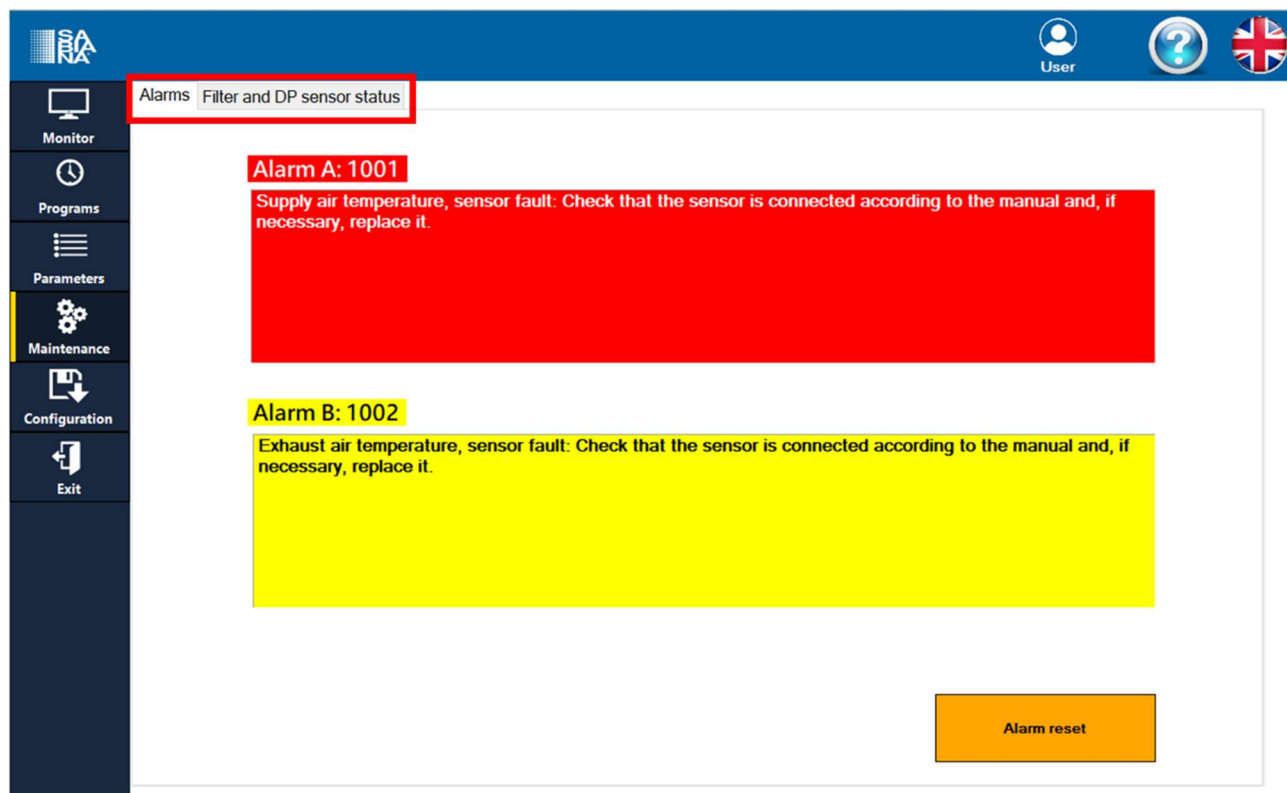 SABANA
User
Alarms
Filter and DP sensor status
Monitor
Programs
Parameters
Maintenance
Configuration
Exit
Alarm A: 1001
Supply air temperature, sensor fault: Check that the sensor is connected according to the manual and, if
necessary, replace it.
Alarm B: 1002
Exhaust air temperature, sensor fault: Check that the sensor is connected according to the manual and, if
necessary, replace it.
Alarm reset